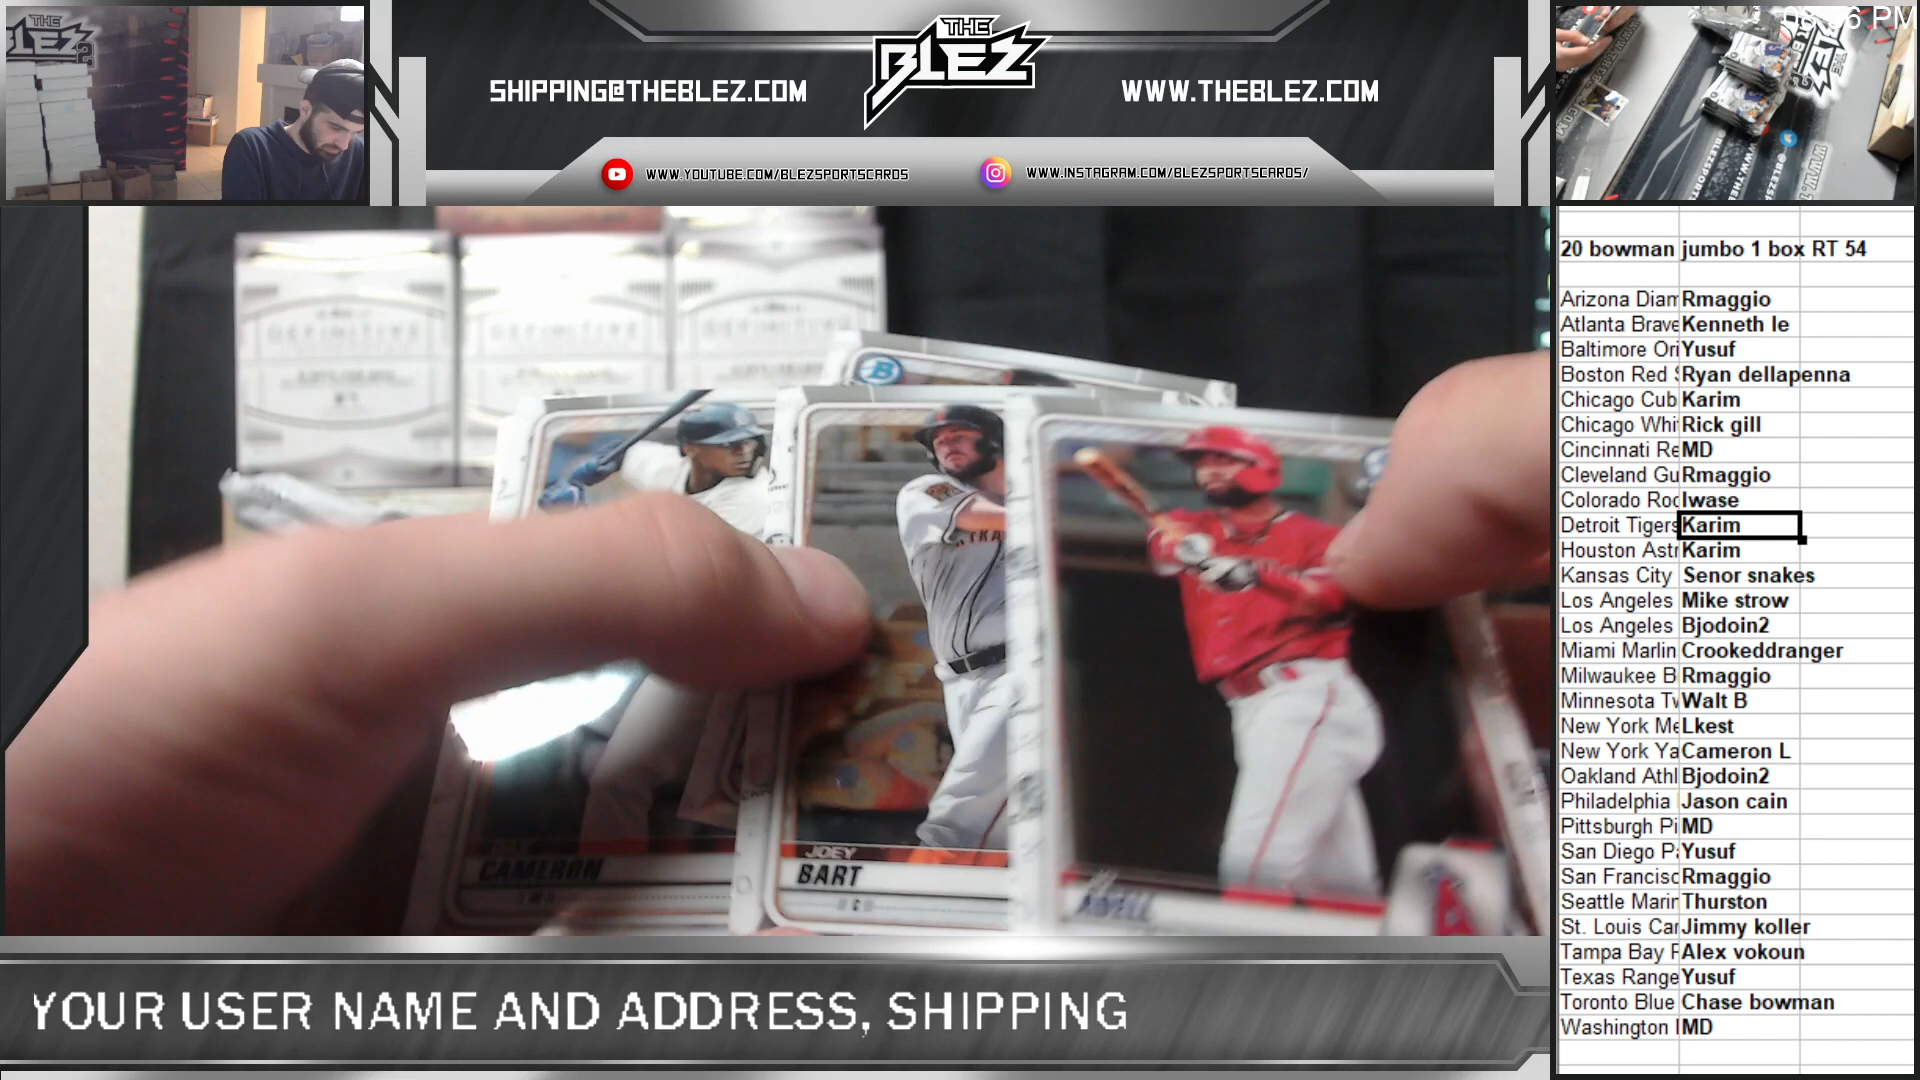 THE
BLEZ
SHIPPING@THEBLEZ.COM
WWW.THEBLEZ.COM
WWW.YOUTUBE.COM/BLEZSPORTSCARDS
WWW.INSTAGRAM.COM/BLEZSPORTSCARDS/
PM
20 bowman jumbo 1 box RT 54
Arizona Diam Rmaggio
Atlanta Brave Kenneth le
Baltimore Ori Yusuf
Boston Red Ryan dellapenna
Chicago Cub Karim
Chicago Whi Rick gill
Cincinnati Re MD
Cleveland Gu Rmaggio
Colorado Roc Iwase
Detroit Tigers Karim
Houston Astr Karim
Kansas City Senor snakes
Los Angeles Mike strow
Los Angeles Bjodoin2
Miami Marlin Crookeddranger
Milwaukee B Rmaggio
Minnesota Tw Walt B
New York Me Lkest
New York Ya Cameron L
Oakland Athl Bjodoin2
Philadelphia Jason cain
Pittsburgh Pi MD
San Diego Pa Yusuf
San Francisc Rmaggio
Seattle Marin Thurston
St. Louis Car Jimmy koller
Tampa Bay R Alex vokoun
Texas Range Yusuf
Toronto Blue Chase bowman
Washington MD
DEFINITIVE
DEFINITIVE
DEFINITIVE
B
CAMERON
JOEY
BART
C
ADELL
YOUR USER NAME AND ADDRESS, SHIPPING